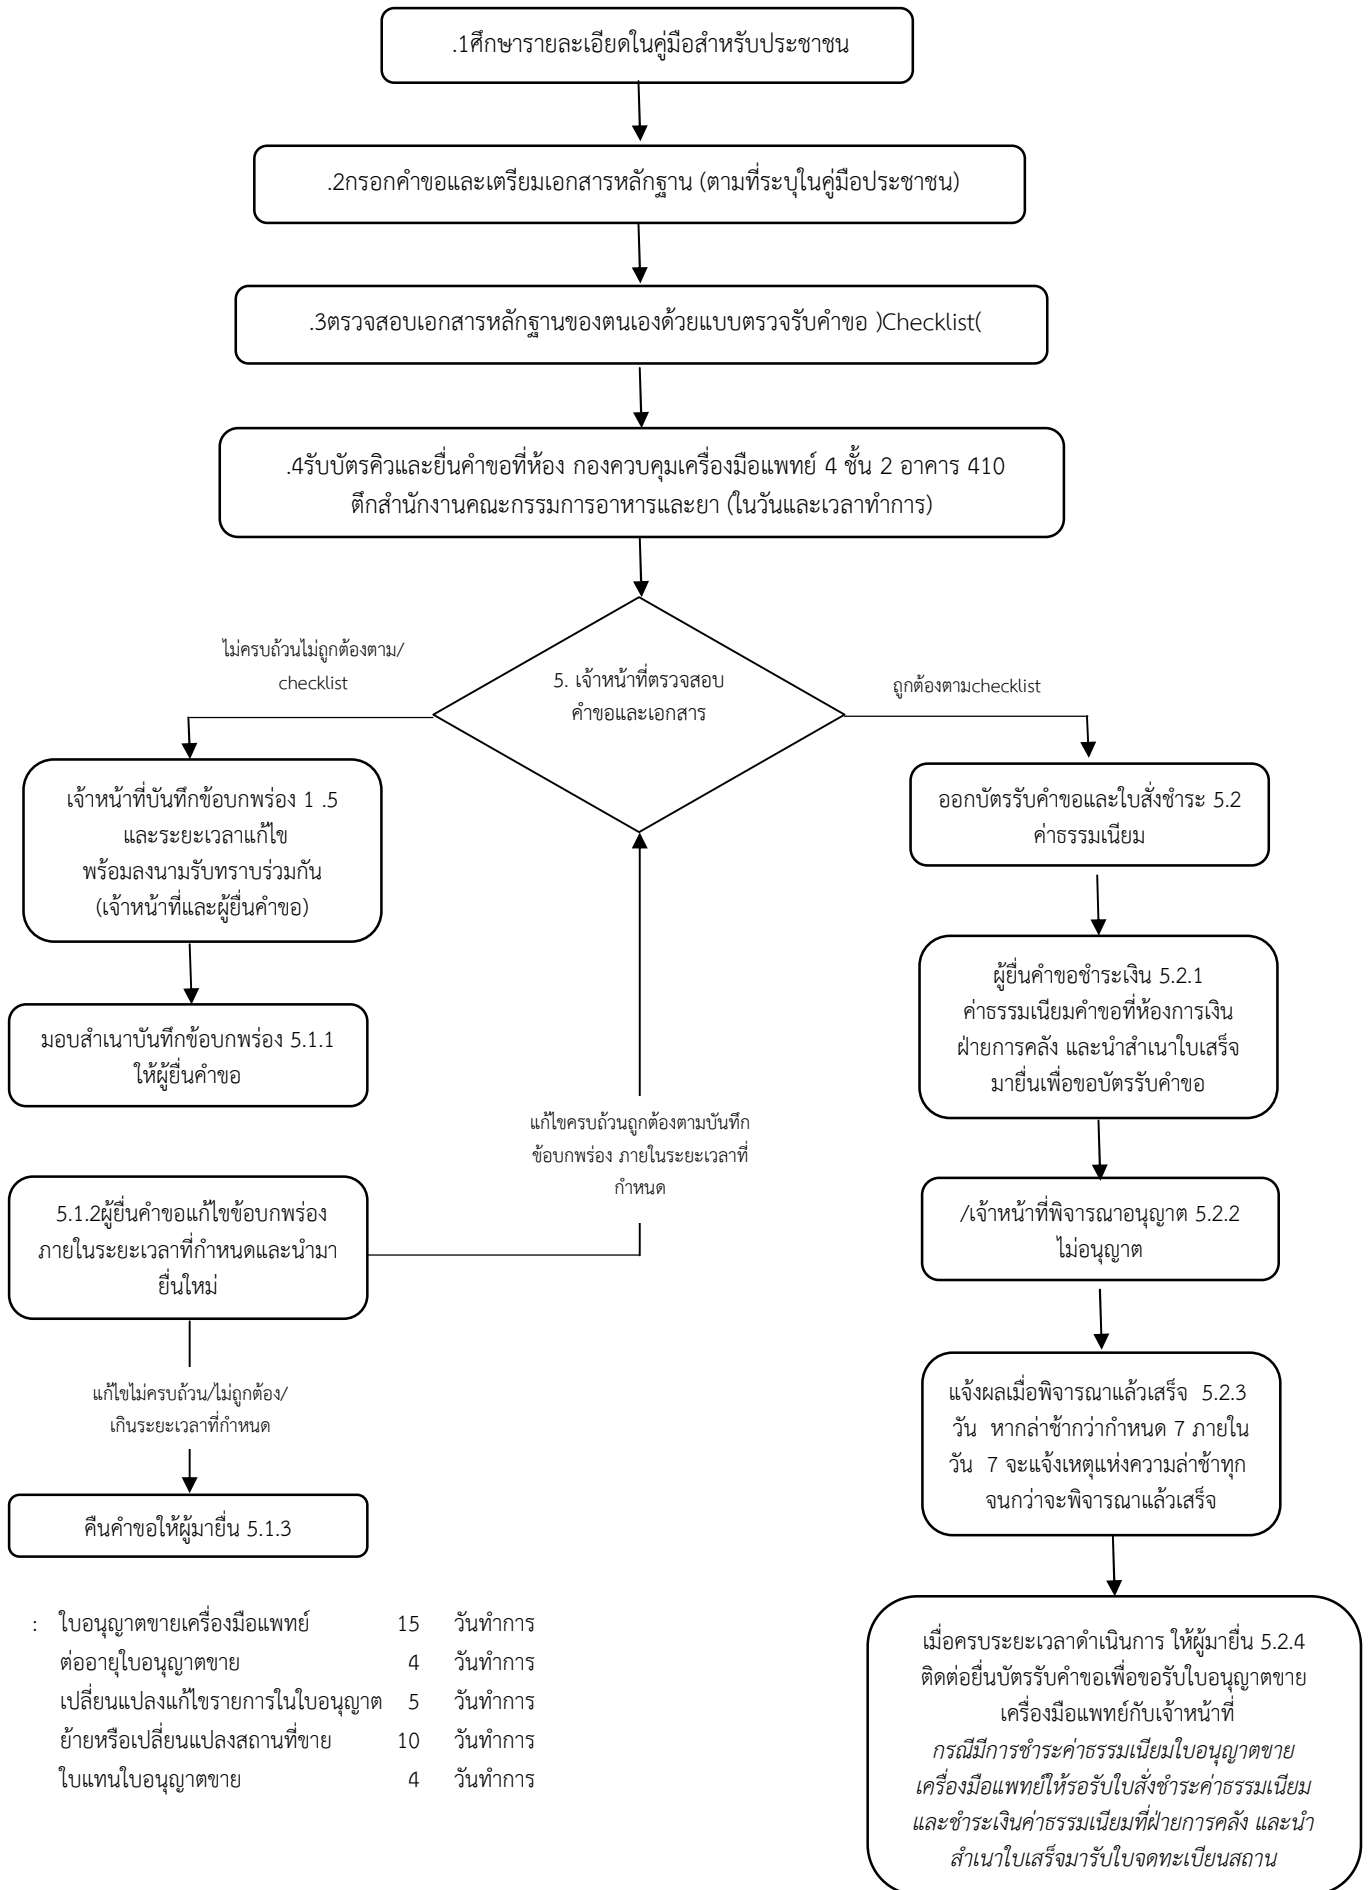 .1ศึกษารายละเอียดในคู่มือสำหรับประชาชน
.2กรอกคำขอและเตรียมเอกสารหลักฐาน (ตามที่ระบุในคู่มือประชาชน)
.3ตรวจสอบเอกสารหลักฐานของตนเองด้วยแบบตรวจรับคำขอ )Checklist(
.4รับบัตรคิวและยื่นคำขอที่ห้อง กองควบคุมเครื่องมือแพทย์ 4 ชั้น 2 อาคาร 410
ตึกสำนักงานคณะกรรมการอาหารและยา (ในวันและเวลาทำการ)
5. เจ้าหน้าที่ตรวจสอบ
คำขอและเอกสาร
ไม่ครบถ้วนไม่ถูกต้องตาม/
checklist
เจ้าหน้าที่บันทึกข้อบกพร่อง 1 .5
และระยะเวลาแก้ไข
พร้อมลงนามรับทราบร่วมกัน
(เจ้าหน้าที่และผู้ยื่นคำขอ)
มอบสำเนาบันทึกข้อบกพร่อง 5.1.1
ให้ผู้ยื่นคำขอ
5.1.2ผู้ยื่นคำขอแก้ไขข้อบกพร่อง
ภายในระยะเวลาที่กำหนดและนำมา
ยื่นใหม่
แก้ไขครบถ้วนถูกต้องตามบันทึก
ข้อบกพร่อง ภายในระยะเวลาที่
กำหนด
แก้ไขไม่ครบถ้วน/ไม่ถูกต้อง/
เกินระยะเวลาที่กำหนด
คืนคำขอให้ผู้มายื่น 5.1.3
ถูกต้องตามchecklist
ออกบัตรรับคำขอและใบสั่งชำระ 5.2
ค่าธรรมเนียม
ผู้ยื่นคำขอชำระเงิน 5.2.1
ค่าธรรมเนียมคำขอที่ห้องการเงิน
ฝ่ายการคลัง และนำสำเนาใบเสร็จ
มายื่นเพื่อขอบัตรรับคำขอ
/เจ้าหน้าที่พิจารณาอนุญาต 5.2.2
ไม่อนุญาต
แจ้งผลเมื่อพิจารณาแล้วเสร็จ 5.2.3
วัน หากล่าช้ากว่ากำหนด 7 ภายใน
วัน 7 จะแจ้งเหตุแห่งความล่าช้าทุก
จนกว่าจะพิจารณาแล้วเสร็จ
เมื่อครบระยะเวลาดำเนินการ ให้ผู้มายื่น 5.2.4
ติดต่อยื่นบัตรรับคำขอเพื่อขอรับใบอนุญาตขาย
เครื่องมือแพทย์กับเจ้าหน้าที่
กรณีมีการชำระค่าธรรมเนียมใบอนุญาตขาย
เครื่องมือแพทย์ให้รอรับใบสั่งชำระค่าธรรมเนียม
และชำระเงินค่าธรรมเนียมที่ฝ่ายการคลัง และนำ
สำเนาใบเสร็จมารับใบจดทะเบียนสถาน
: ใบอนุญาตขายเครื่องมือแพทย์ 15 วันทำการ
ต่ออายุใบอนุญาตขาย 4 วันทำการ
เปลี่ยนแปลงแก้ไขรายการในใบอนุญาต 5 วันทำการ
ย้ายหรือเปลี่ยนแปลงสถานที่ขาย 10 วันทำการ
ใบแทนใบอนุญาตขาย 4 วันทำการ